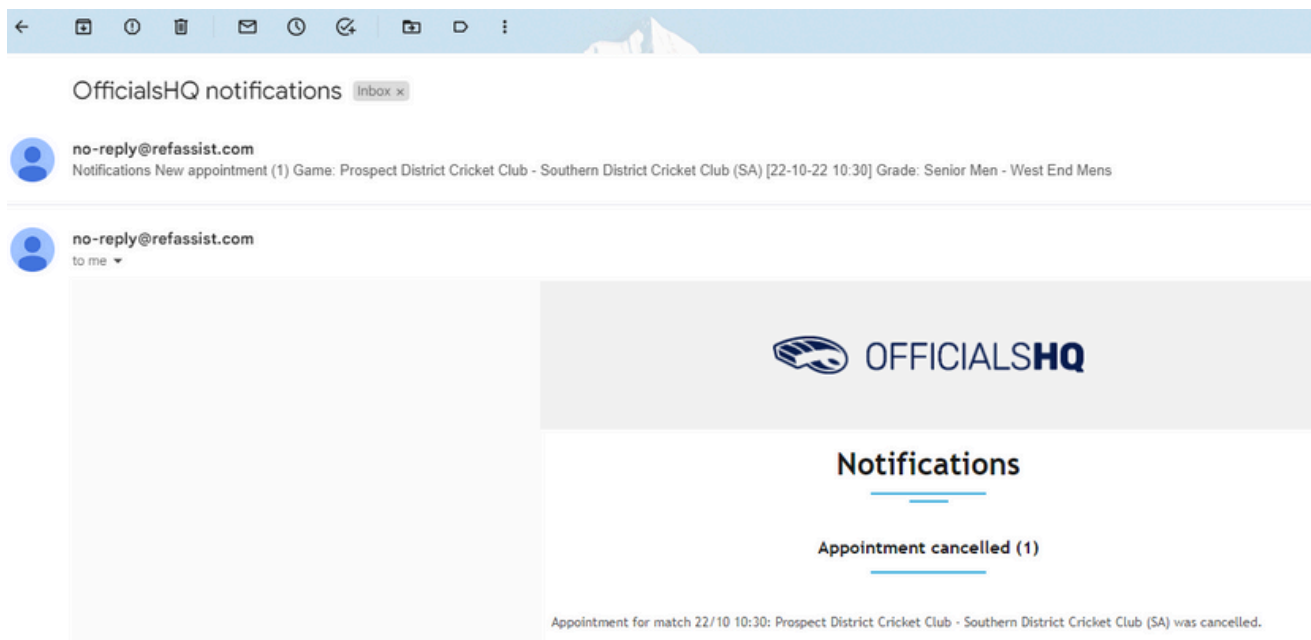 OfficialsHQ notifications Inbox x
no-reply@refassist.com
Notifications New appointment (1) Game: Prospect District Cricket Club - Southern District Cricket Club (SA) [22-10-22 10:30] Grade: Senior Men - West End Mens
no-reply@refassist.com
to me
OFFICIALSHQ
Notifications
Appointment cancelled (1)
Appointment for match 22/10 10:30: Prospect District Cricket Club - Southern District Cricket Club (SA) was cancelled.